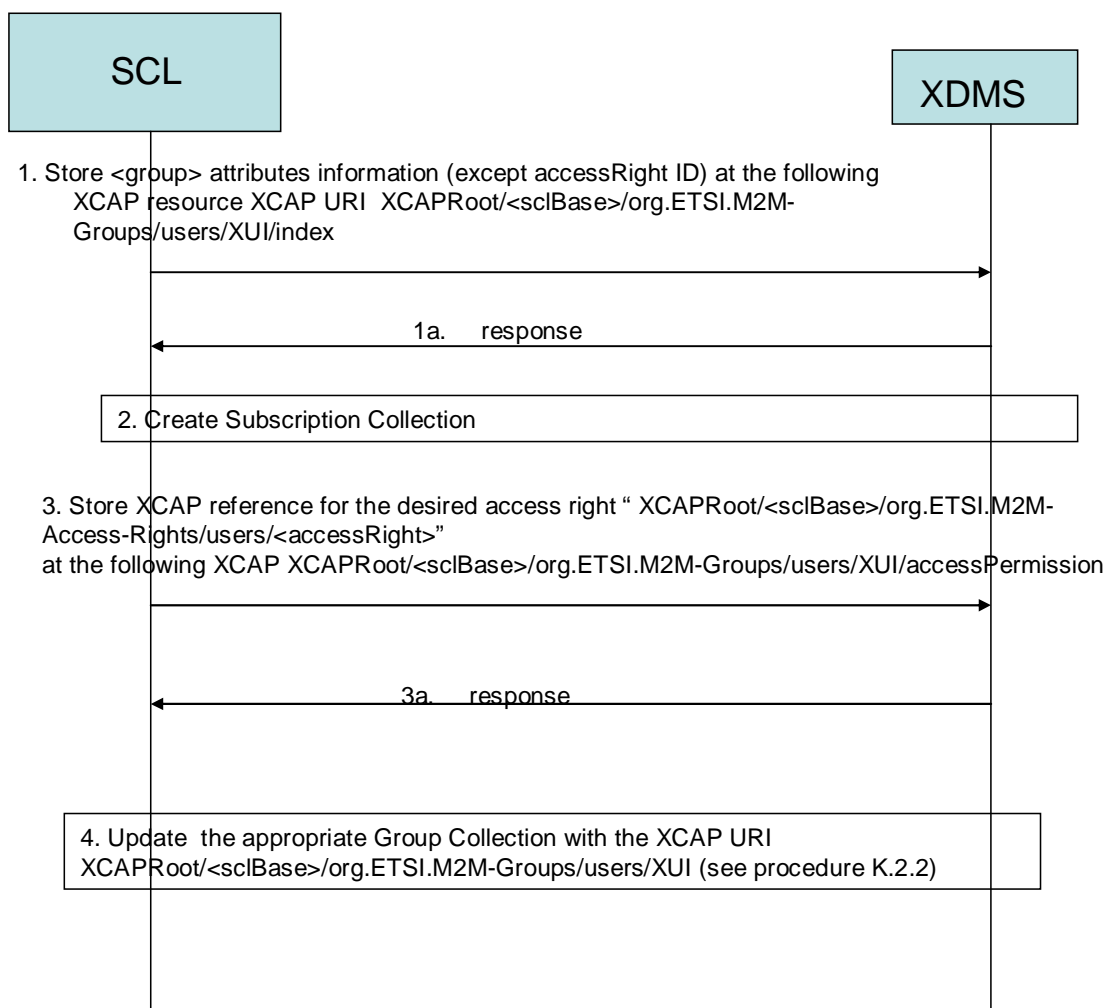 SCL
XDMS
1. Store <group> attributes information (except accessRight ID) at the following
XCAP resource XCAP URI  XCAPRoot/<sclBase>/org.ETSI.M2M-
Groups/users/XUI/index
1a. response
2. Create Subscription Collection
3. Store XCAP reference for the desired access right “ XCAPRoot/<sclBase>/org.ETSI.M2M-
Access-Rights/users/<accessRight>”
at the following XCAP XCAPRoot/<sclBase>/org.ETSI.M2M-Groups/users/XUI/accessPermission
3a. response
4. Update  the appropriate Group Collection with the XCAP URI
XCAPRoot/<sclBase>/org.ETSI.M2M-Groups/users/XUI (see procedure K.2.2)